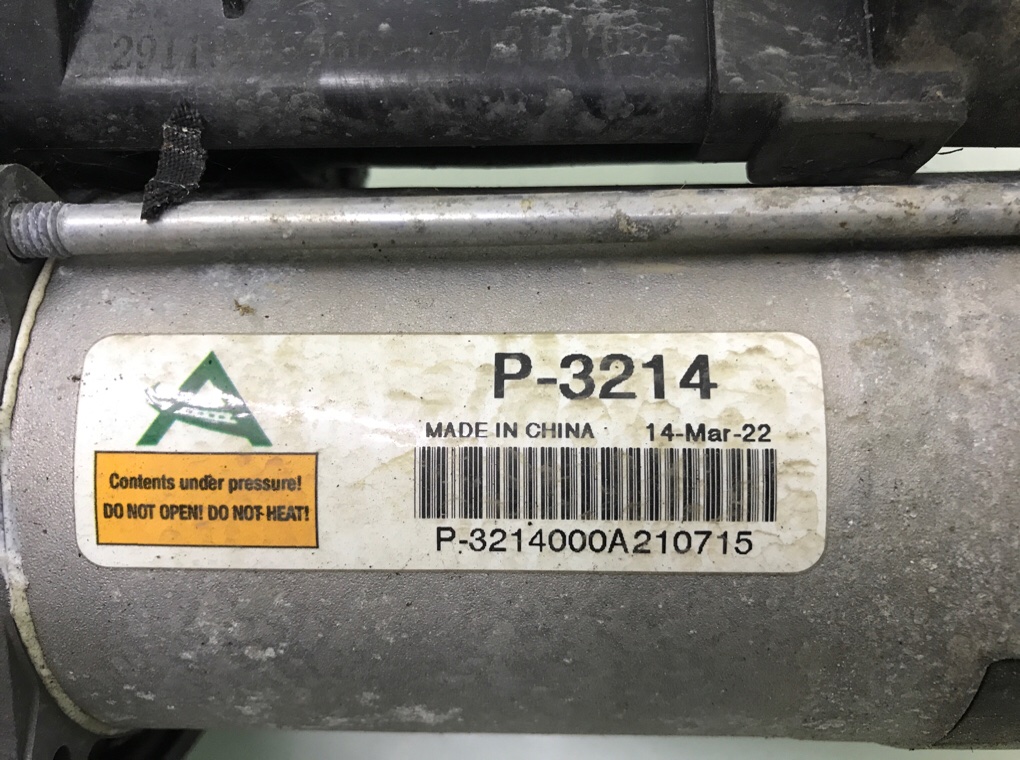 P-3214
MADE IN CHINA 14-Mar-22
Contents under pressure!
DO NOT OPEN! DO NOT HEAT!
P-3214000A210715